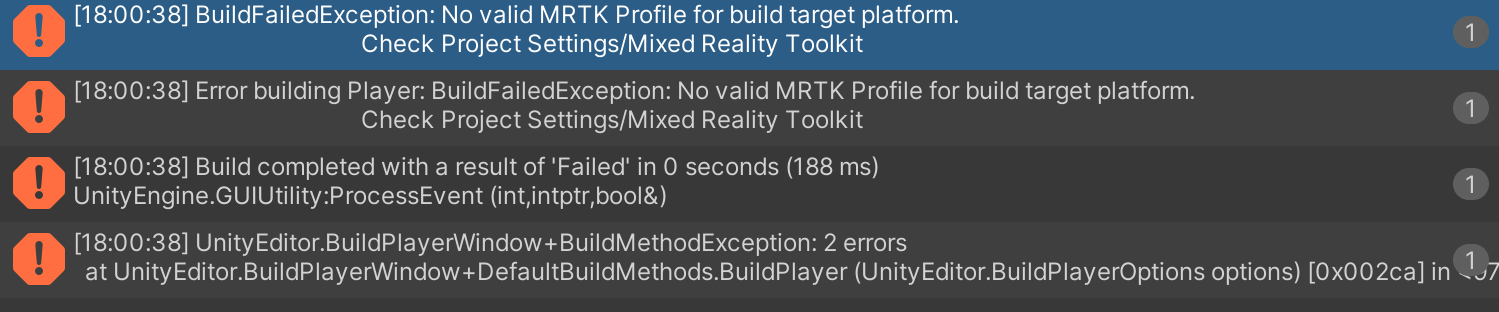 [18:00:38] BuildFailedException: No valid MRTK Profile for build target platform.
Check Project Settings/Mixed Reality Toolkit
1
[18:00:38] Error building Player: BuildFailedException: No valid MRTK Profile for build target platform.
Check Project Settings/Mixed Reality Toolkit
1
[18:00:38] Build completed with a result of 'Failed' in 0 seconds (188 ms)
UnityEngine.GUIUtility:ProcessEvent (int,intptr,bool&)
1
[18:00:38] UnityEditor.BuildPlayerWindow+BuildMethodException: 2 errors
at UnityEditor.BuildPlayerWindow+DefaultBuildMethods.BuildPlayer (UnityEditor.BuildPlayerOptions options) [0x002ca] in
1